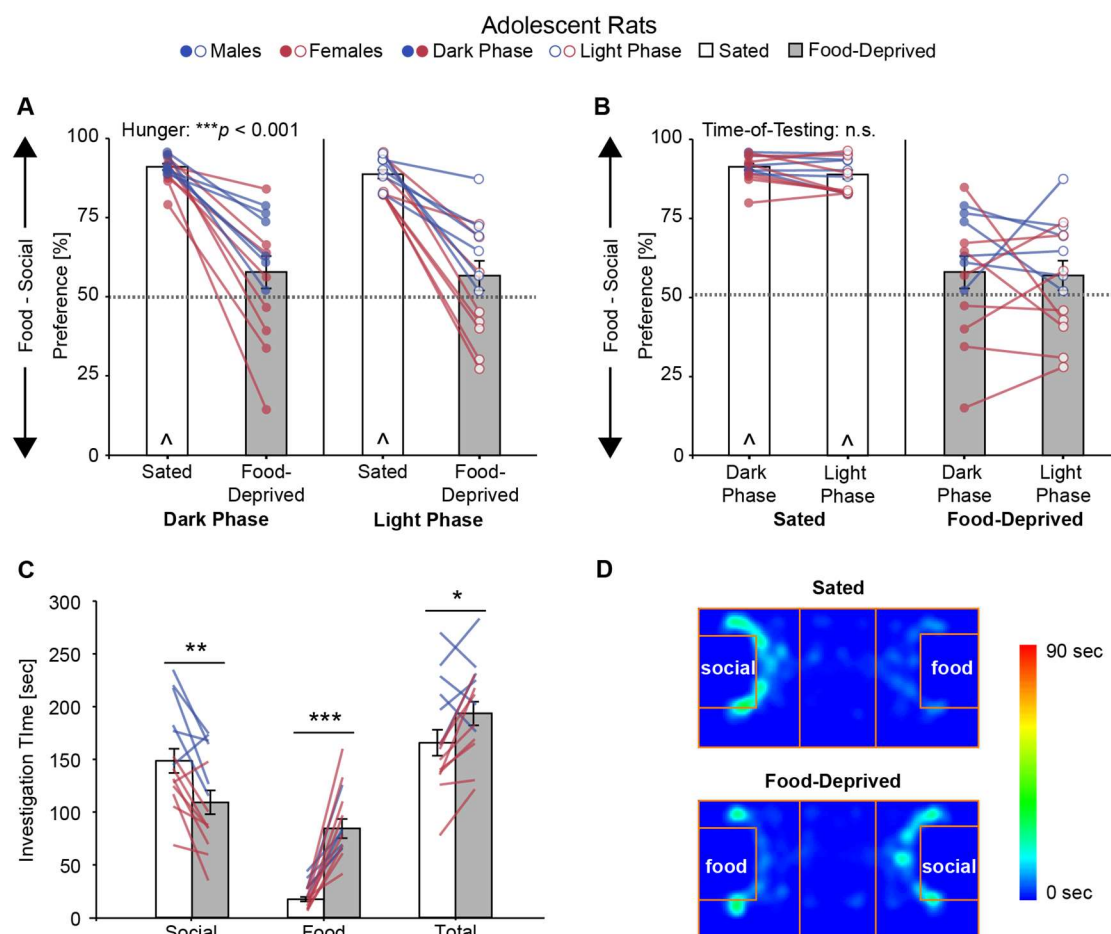 Adolescent Rats
Males Females Dark Phase Light Phase Sated Food-Deprived
A
Food - Social
Preference [%]
Hunger: ***p < 0.001
100
75
50
25
0
^ ^
Sated Food-Deprived Sated Food-Deprived
Dark Phase Light Phase
B
Food - Social
Preference [%]
Time-of-Testing: n.s.
100
75
50
25
0
^ ^
Dark Phase Light Phase Dark Phase Light Phase
Sated Food-Deprived
C
Investigation TIme [sec]
300
250
200
150
100
50
0
** *** *
Social Food Total
D
Sated
social food
Food-Deprived
food social
90 sec
0 sec